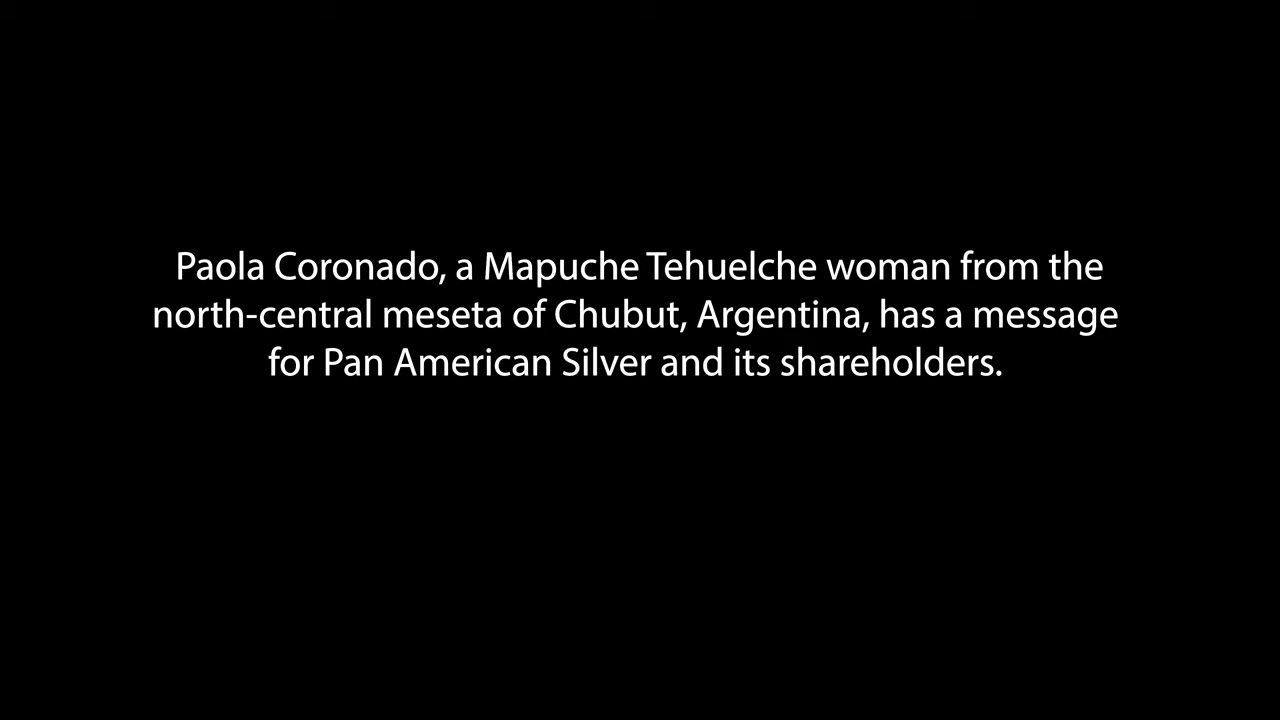 Paola Coronado, a Mapuche Tehuelche woman from the
north-central meseta of Chubut, Argentina, has a message
for Pan American Silver and its shareholders.